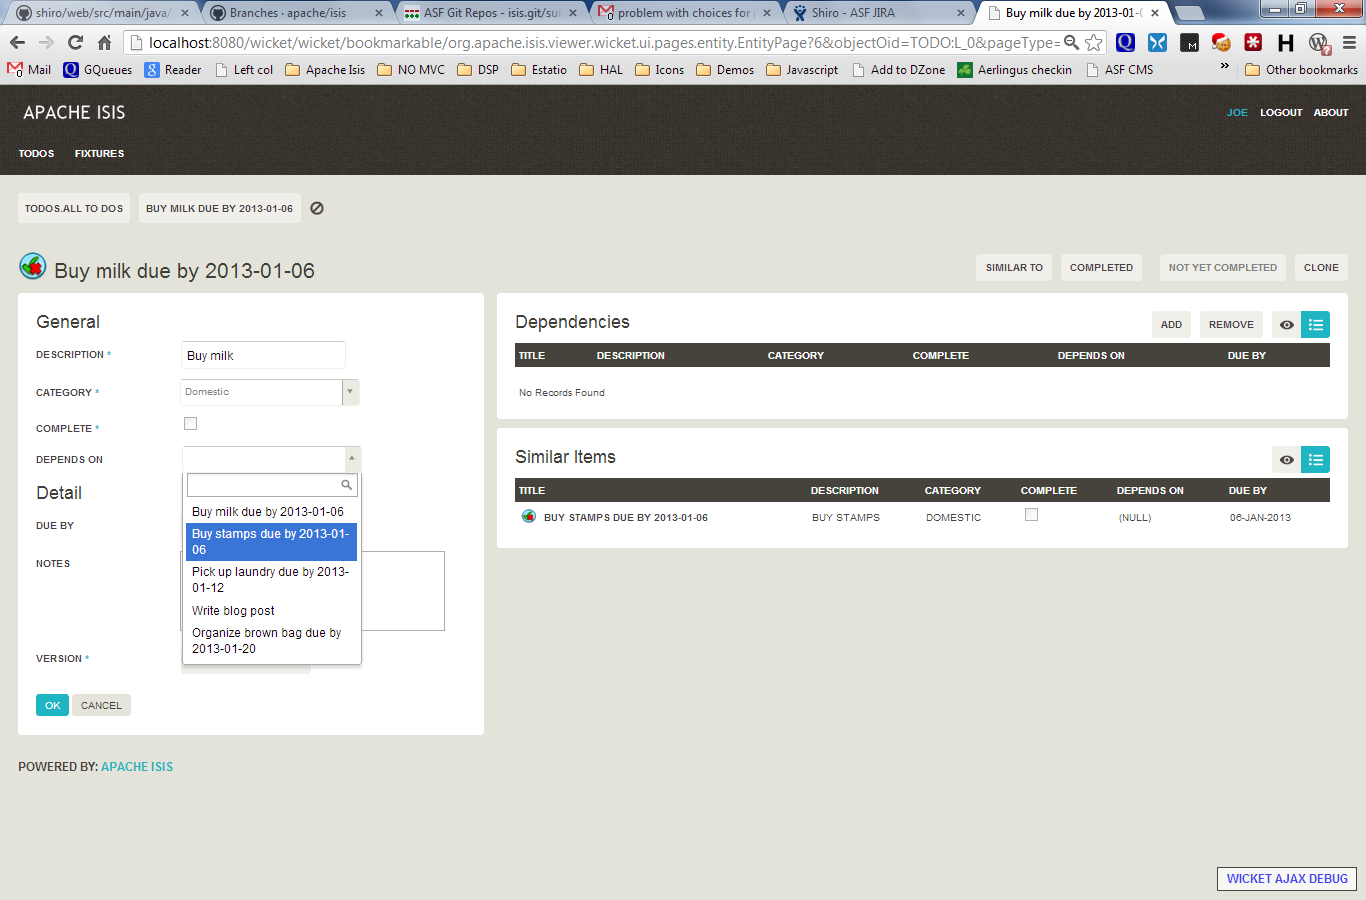 shiro/web/src/main/java/
Branches · apache/isis
ASF Git Repos - isis.git/su
problem with choices for
Shiro - ASF JIRA
Buy milk due by 2013-01-
localhost:8080/wicket/wicket/bookmarkable/org.apache.isis.viewer.wicket.ui.pages.entity.EntityPage?6&objectOid=TODO:L_0&pageType=
Mail
GQueues
Reader
Left col
Apache Isis
NO MVC
DSP
Estatio
HAL
Icons
Demos
Javascript
Add to DZone
Aerlingus checkin
ASF CMS
»
Other bookmarks
APACHE ISIS
JOE LOGOUT ABOUT
TODOS FIXTURES
TODOS.ALL TO DOS
BUY MILK DUE BY 2013-01-06
Buy milk due by 2013-01-06
SIMILAR TO
COMPLETED
NOT YET COMPLETED
CLONE
General
DESCRIPTION *
Buy milk
CATEGORY *
Domestic
COMPLETE *
DEPENDS ON
Buy milk due by 2013-01-06
Buy stamps due by 2013-01-
06
Pick up laundry due by 2013-
01-12
Write blog post
Organize brown bag due by
2013-01-20
Detail
DUE BY
NOTES
VERSION *
OK
CANCEL
Dependencies
ADD
REMOVE
TITLE DESCRIPTION CATEGORY COMPLETE DEPENDS ON DUE BY
No Records Found
Similar Items
TITLE DESCRIPTION CATEGORY COMPLETE DEPENDS ON DUE BY
BUY STAMPS DUE BY 2013-01-06 BUY STAMPS DOMESTIC (NULL) 06-JAN-2013
POWERED BY: APACHE ISIS
WICKET AJAX DEBUG